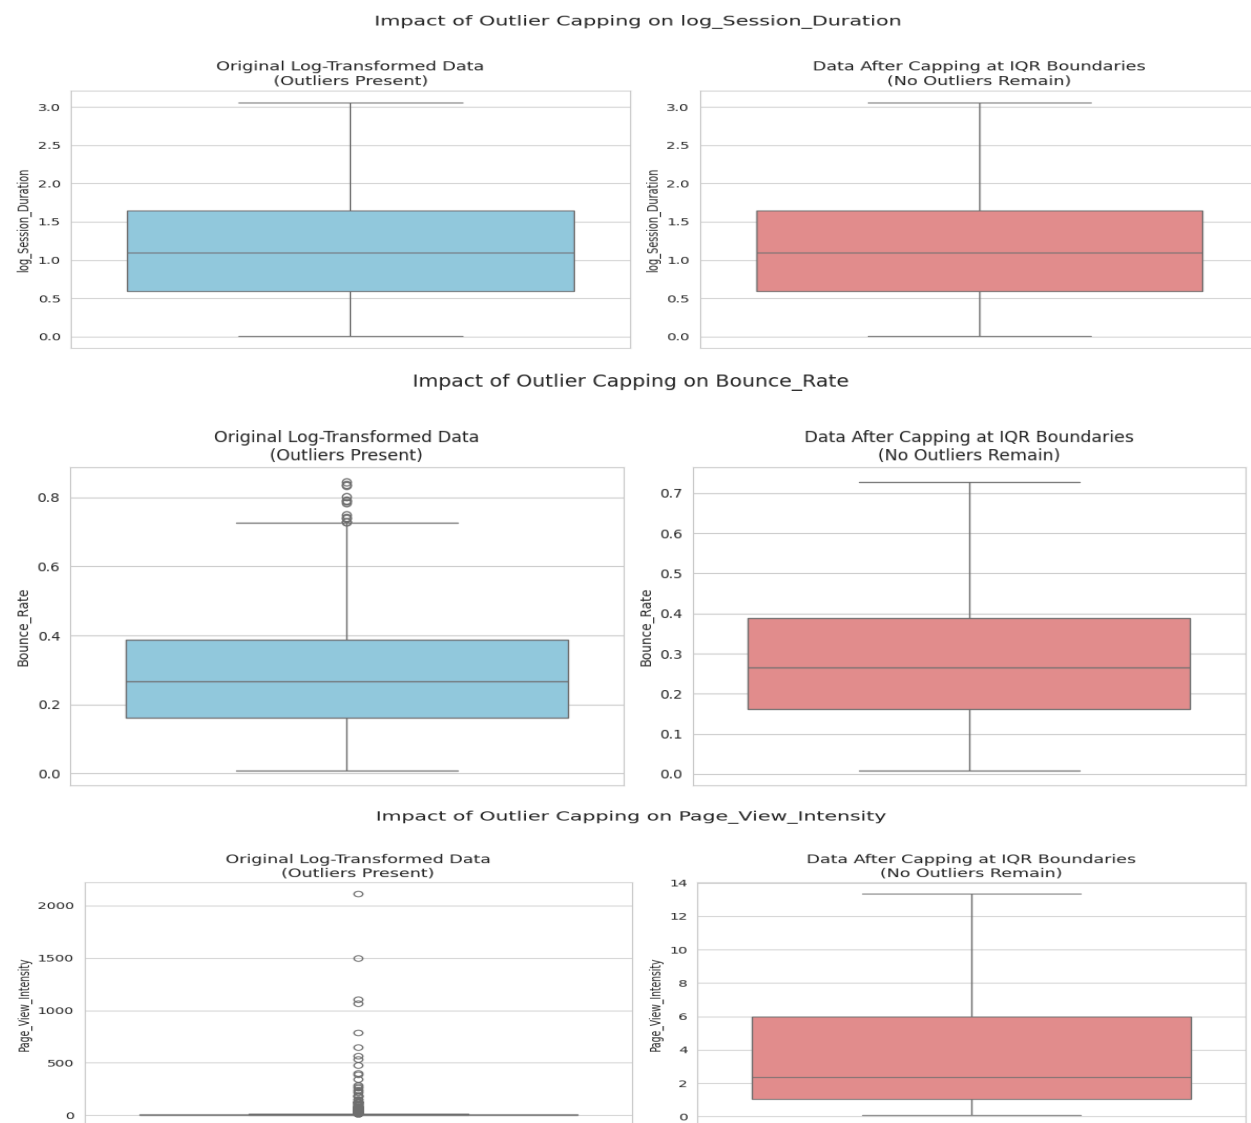 Impact of Outlier Capping on log_Session_Duration
Original Log-Transformed Data
(Outliers Present)
3.0
2.5
2.0
1.5
1.0
0.5
0.0
log_Session_Duration
Data After Capping at IQR Boundaries
(No Outliers Remain)
3.0
2.5
2.0
1.5
1.0
0.5
0.0
log_Session_Duration
Impact of Outlier Capping on Bounce_Rate
Original Log-Transformed Data
(Outliers Present)
0.8
0.6
0.4
0.2
0.0
Bounce_Rate
Data After Capping at IQR Boundaries
(No Outliers Remain)
0.7
0.6
0.5
0.4
0.3
0.2
0.1
0.0
Bounce_Rate
Impact of Outlier Capping on Page_View_Intensity
Original Log-Transformed Data
(Outliers Present)
2000
1500
1000
500
0
Page_View_Intensity
Data After Capping at IQR Boundaries
(No Outliers Remain)
14
12
10
8
6
4
2
0
Page_View_Intensity